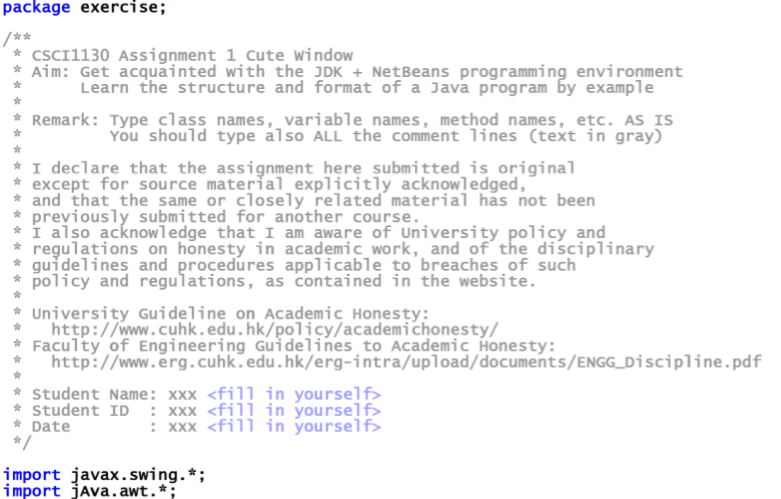 package exercise;
/**
 * CSCI1130 Assignment 1 Cute Window
 * Aim: Get acquainted with the JDK + NetBeans programming environment
 *      Learn the structure and format of a Java program by example
 *
 * Remark: Type class names, variable names, method names, etc. AS IS
 *         You should type also ALL the comment lines (text in gray)
 *
 * I declare that the assignment here submitted is original
 * except for source material explicitly acknowledged,
 * and that the same or closely related material has not been
 * previously submitted for another course.
 * I also acknowledge that I am aware of University policy and
 * regulations on honesty in academic work, and of the disciplinary
 * guidelines and procedures applicable to breaches of such
 * policy and regulations, as contained in the website.
 *
 * University Guideline on Academic Honesty:
 *   http://www.cuhk.edu.hk/policy/academichonesty/
 * Faculty of Engineering Guidelines to Academic Honesty:
 *   http://www.erg.cuhk.edu.hk/erg-intra/upload/documents/ENGG_Discipline.pdf
 *
 * Student Name: xxx <fill in yourself>
 * Student ID  : xxx <fill in yourself>
 * Date        : xxx <fill in yourself>
 */
import javax.swing.*;
import jAva.awt.*;